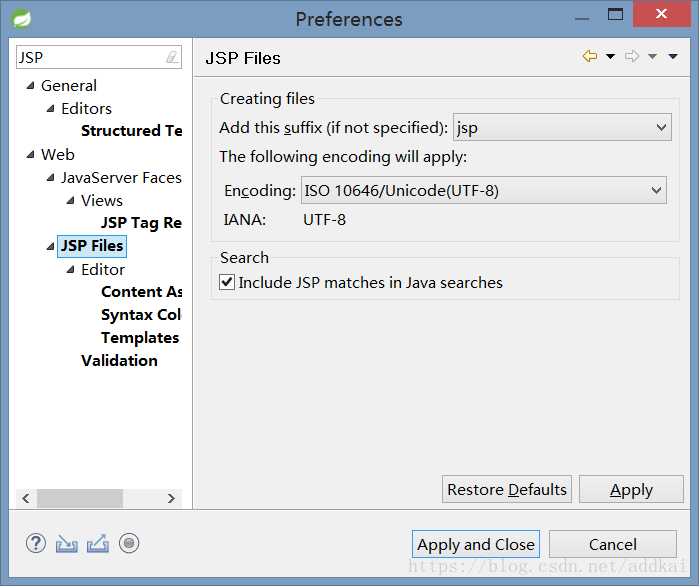 Preferences
JSP
General
Editors
Structured Te
Web
JavaServer Faces
Views
JSP Tag Re
JSP Files
Editor
Content As
Syntax Col
Templates
Validation
JSP Files
Creating files
Add this suffix (if not specified): jsp
The following encoding will apply:
Encoding: ISO 10646/Unicode(UTF-8)
IANA: UTF-8
Search
Include JSP matches in Java searches
Restore Defaults Apply
Apply and Close Cancel
https://blog.csdn.net/addkai